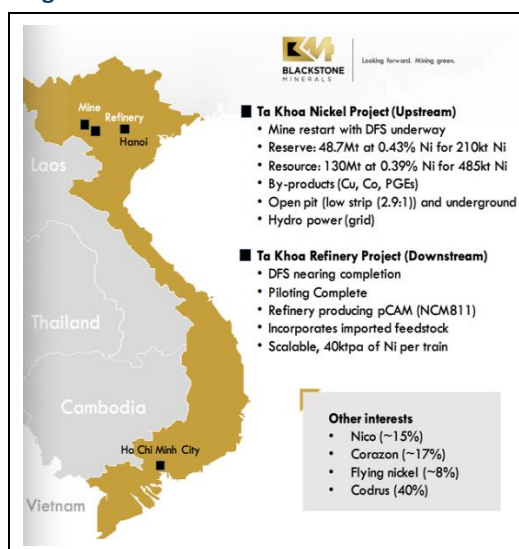 BLACKSTONE
MINERALS
Looking forward. Mining green.
Mine
Refinery
Hanoi
Laos
Thailand
Cambodia
Ho Chi Minh City
Vietnam
Ta Khoa Nickel Project (Upstream)
• Mine restart with DFS underway
• Reserve: 48.7Mt at 0.43% Ni for 210kt Ni
• Resource: 130Mt at 0.39% Ni for 485kt Ni
• By-products (Cu, Co, PGEs)
• Open pit (low strip (2.9:1)) and underground
• Hydro power (grid)
Ta Khoa Refinery Project (Downstream)
• DFS nearing completion
• Piloting Complete
• Refinery producing pCAM (NCM811)
• Incorporates imported feedstock
• Scalable, 40ktpa of Ni per train
Other interests
• Nico (~15%)
• Corazon (~17%)
• Flying nickel (~8%)
• Codrus (40%)